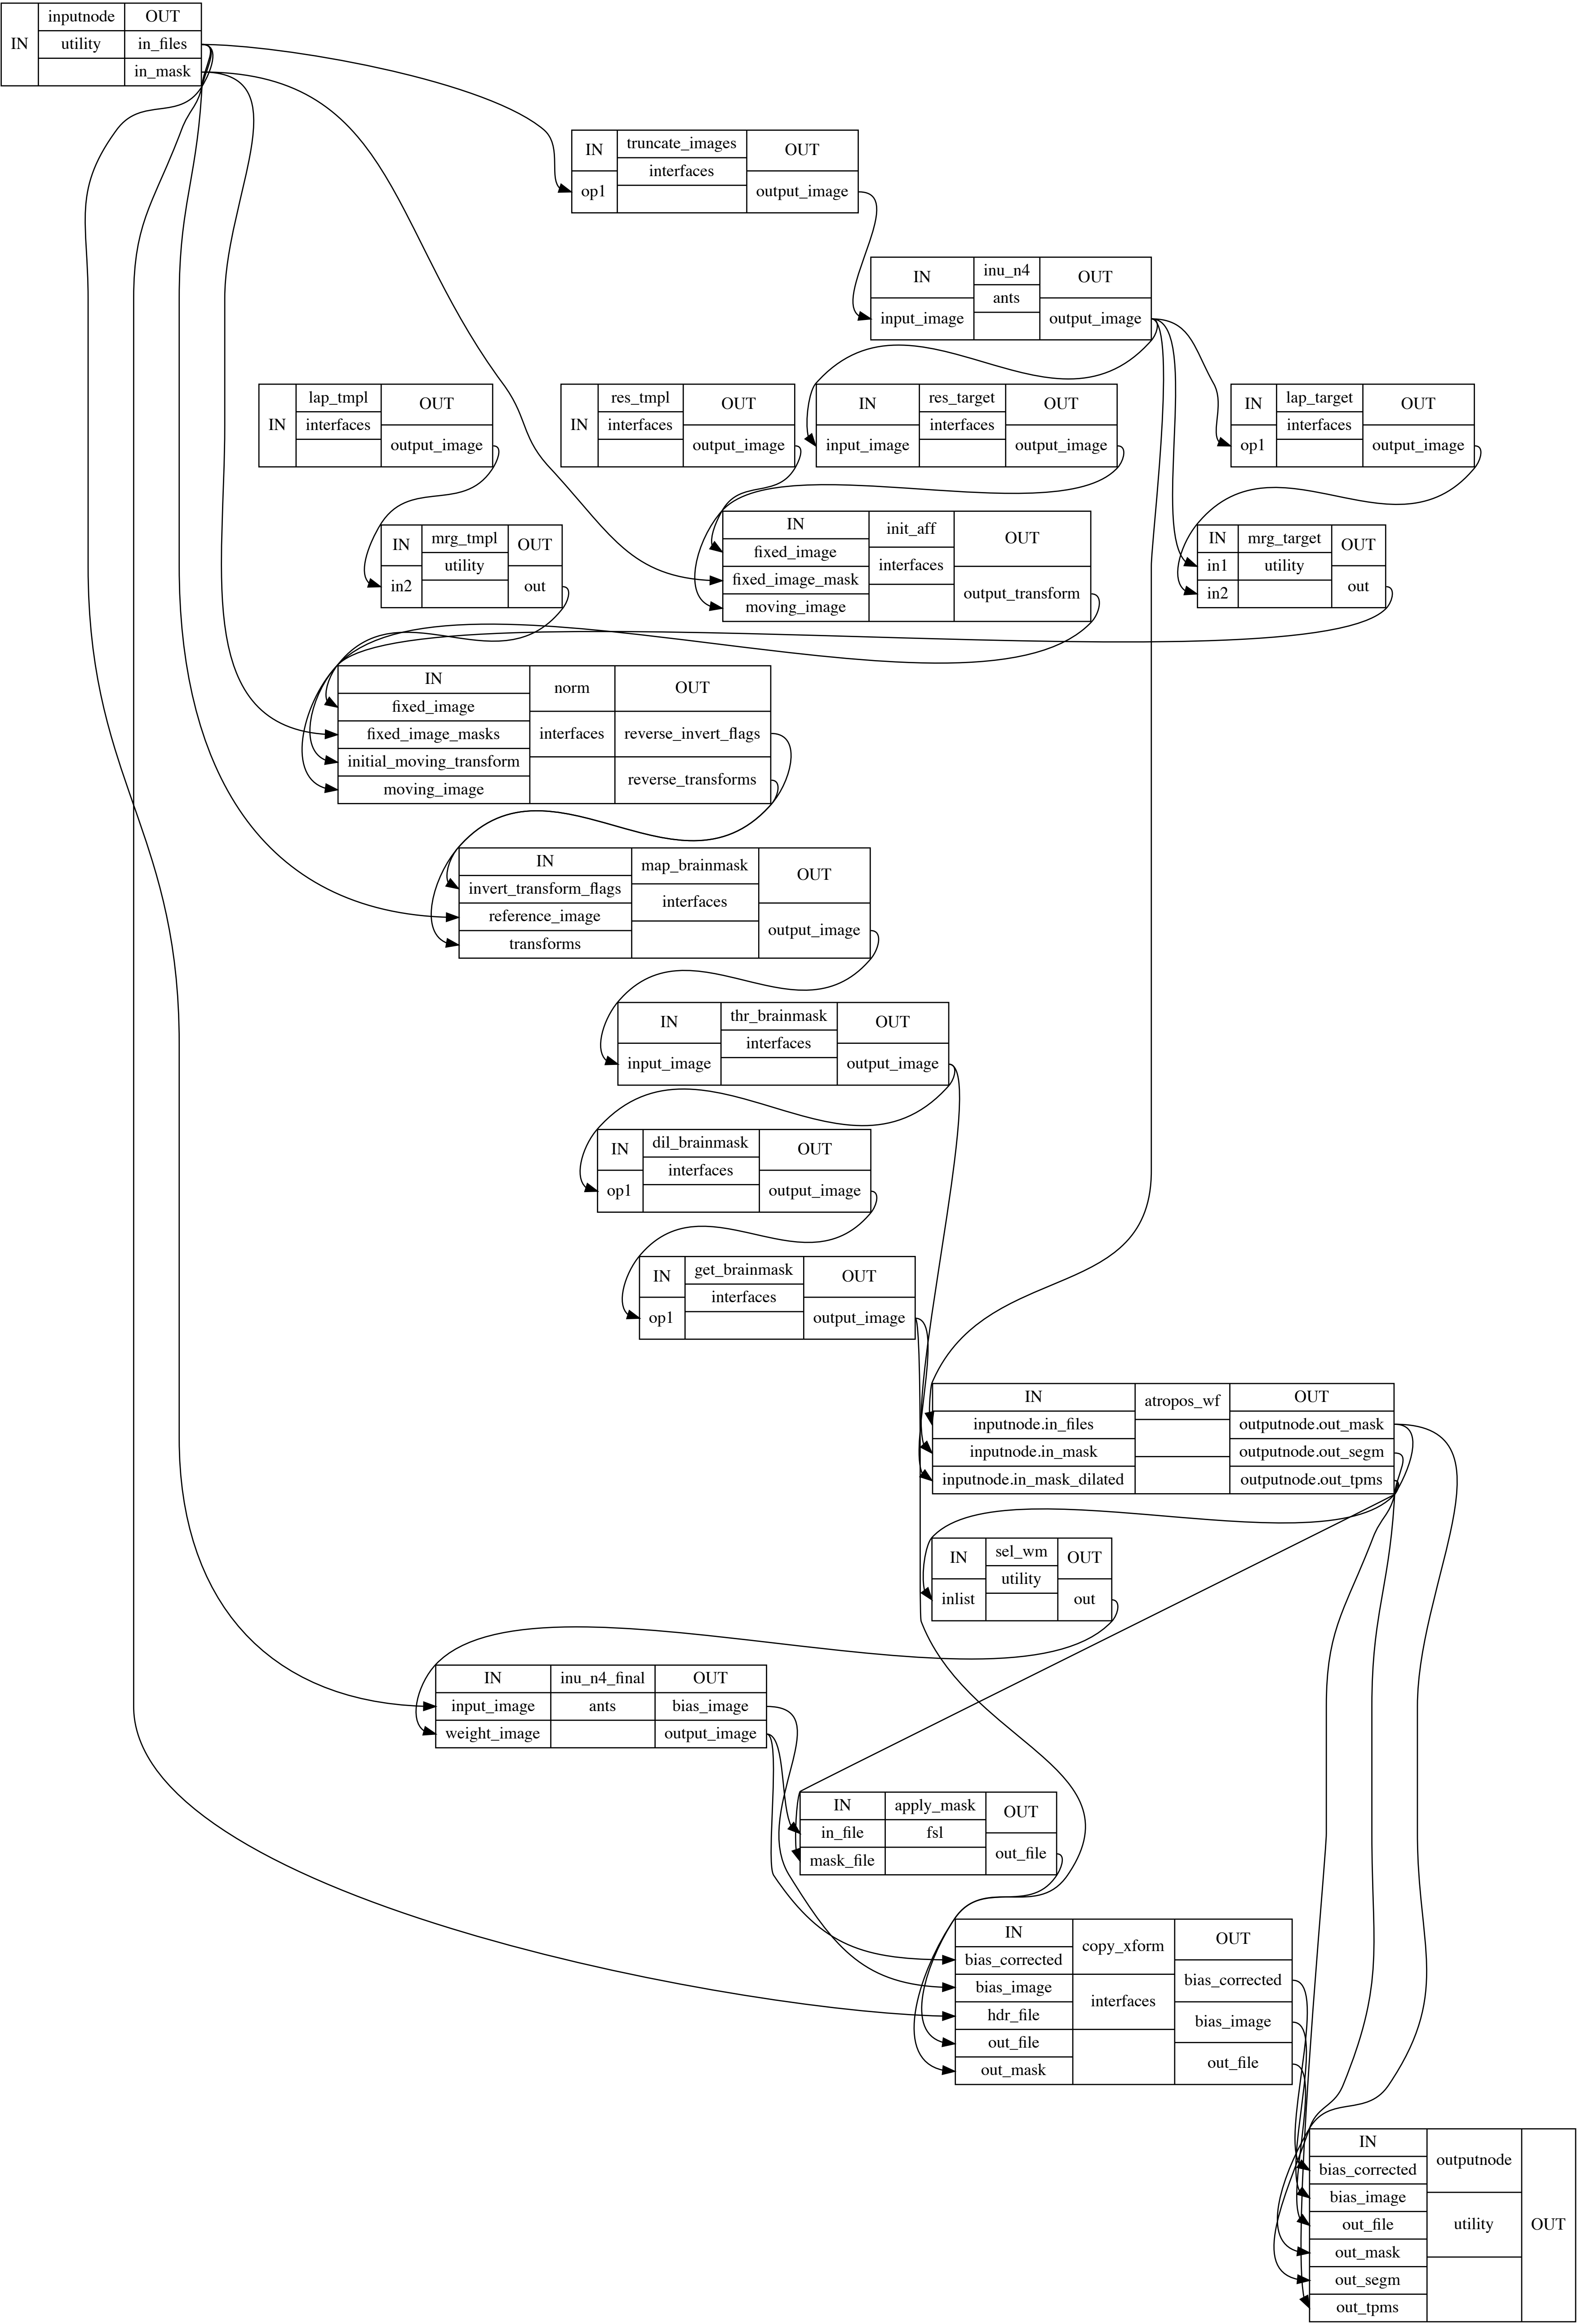 inputnode OUT
IN utility in_files
in_mask
IN truncate_images OUT
interfaces
op1 output_image
IN inu_n4 OUT
ants
input_image output_image
lap_tmpl OUT
IN interfaces
output_image
res_tmpl OUT
IN interfaces
output_image
IN res_target OUT
interfaces
input_image output_image
IN lap_target OUT
interfaces
op1 output_image
IN mrg_tmpl OUT
utility
in2 out
IN init_aff OUT
fixed_image
fixed_image_mask interfaces
moving_image output_transform
IN mrg_target OUT
in1 utility
in2 out
IN norm OUT
fixed_image
fixed_image_masks interfaces reverse_invert_flags
initial_moving_transform
moving_image reverse_transforms
IN map_brainmask OUT
invert_transform_flags
reference_image interfaces
transforms output_image
IN thr_brainmask OUT
interfaces
input_image output_image
IN dil_brainmask OUT
interfaces
op1 output_image
IN get_brainmask OUT
interfaces
op1 output_image
IN atropos_wf OUT
inputnode.in_files outputnode.out_mask
inputnode.in_mask outputnode.out_segm
inputnode.in_mask_dilated outputnode.out_tpms
IN sel_wm OUT
utility
inlist out
IN inu_n4_final OUT
input_image ants bias_image
weight_image output_image
IN apply_mask OUT
in_file fsl
mask_file out_file
IN copy_xform OUT
bias_corrected
bias_image bias_corrected
hdr_file interfaces bias_image
out_file
out_mask out_file
IN outputnode
bias_corrected
bias_image
out_file utility OUT
out_mask
out_segm
out_tpms